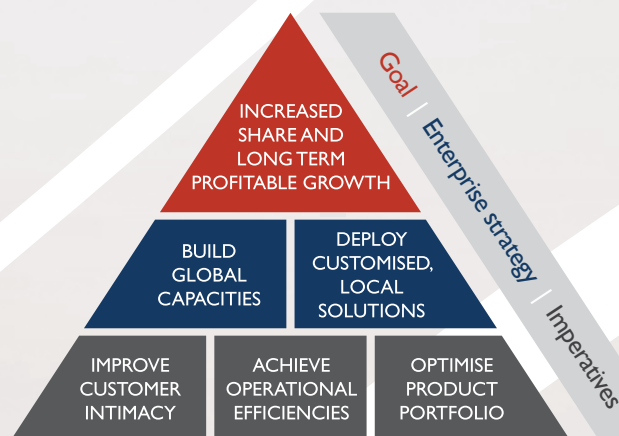 INCREASED
SHARE AND
LONG TERM
PROFITABLE GROWTH
BUILD
GLOBAL
CAPACITIES
DEPLOY
CUSTOMISED,
LOCAL
SOLUTIONS
IMPROVE
CUSTOMER
INTIMACY
ACHIEVE
OPERATIONAL
EFFICIENCIES
OPTIMISE
PRODUCT
PORTFOLIO
Goal | Enterprise strategy | Imperatives